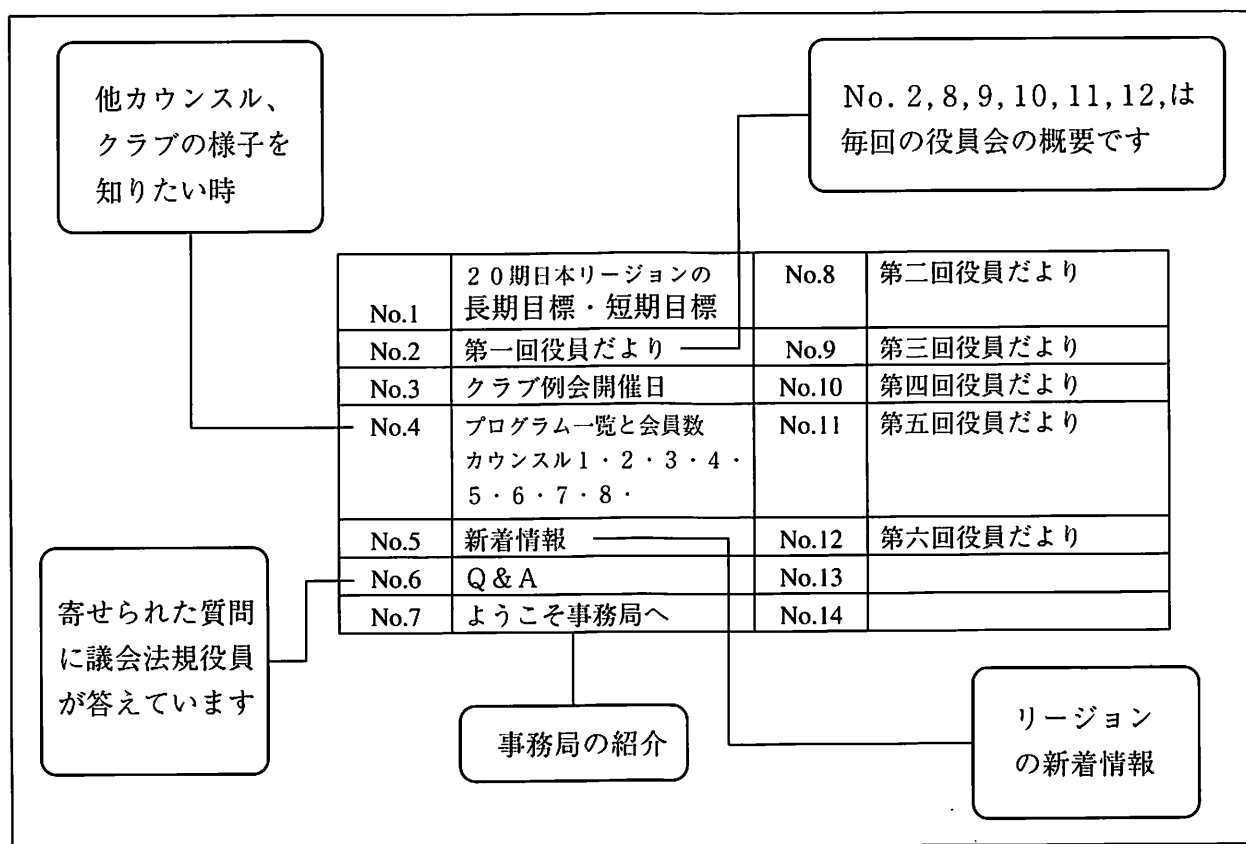 他カウンスル、
クラブの様子を
知りたい時
No. 2, 8, 9, 10, 11, 12,は
毎回の役員会の概要です
No.1 20期日本リージョンの
長期目標・短期目標
No.8 第二回役員だより
No.2 第一回役員だより
No.9 第三回役員だより
No.3 クラブ例会開催日
No.10 第四回役員だより
No.4 プログラム一覧と会員数
カウンスル1・2・3・4・
5・6・7・8・
No.11 第五回役員だより
No.5 新着情報
No.12 第六回役員だより
No.6 Q&A
No.13
No.7 ようこそ事務局へ
No.14
寄せられた質問
に議会法規役員
が答えています
事務局の紹介
リージョン
の新着情報